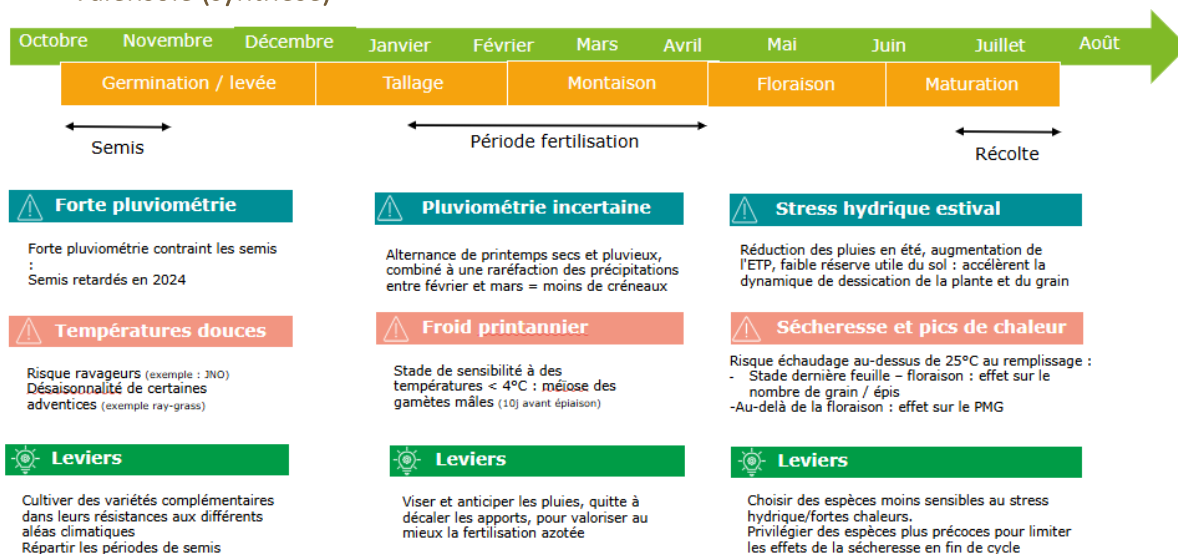 Valensole (synthèse)
Octobre Novembre Décembre Janvier Février Mars Avril Mai Juin Juillet Août
Germination / levée Tallage Montaison Floraison Maturation
Semis
Période fertilisation
Récolte
Forte pluviométrie
Forte pluviométrie contraint les semis
:
Semis retardés en 2024
Températures douces
Risque ravageurs (exemple : JNO)
Désaisonnalité de certaines
adventices (exemple ray-grass)
Leviers
Cultiver des variétés complémentaires
dans leurs résistances aux différents
aléas climatiques
Répartir les périodes de semis
Pluviométrie incertaine
Alternance de printemps secs et pluvieux,
combiné à une raréfaction des précipitations
entre février et mars = moins de créneaux
Froid printannier
Stade de sensibilité à des
températures < 4°C : méïose des
gamètes mâles (10j avant épiaison)
Leviers
Viser et anticiper les pluies, quitte à
décaler les apports, pour valoriser au
mieux la fertilisation azotée
Stress hydrique estival
Réduction des pluies en été, augmentation de
l'ETP, faible réserve utile du sol : accélèrent la
dynamique de dessication de la plante et du grain
Sécheresse et pics de chaleur
Risque échaudage au-dessus de 25°C au remplissage :
- Stade dernière feuille – floraison : effet sur le
nombre de grain / épis
-Au-delà de la floraison : effet sur le PMG
Leviers
Choisir des espèces moins sensibles au stress
hydrique/fortes chaleurs.
Privilégier des espèces plus précoces pour limiter
les effets de la sécheresse en fin de cycle